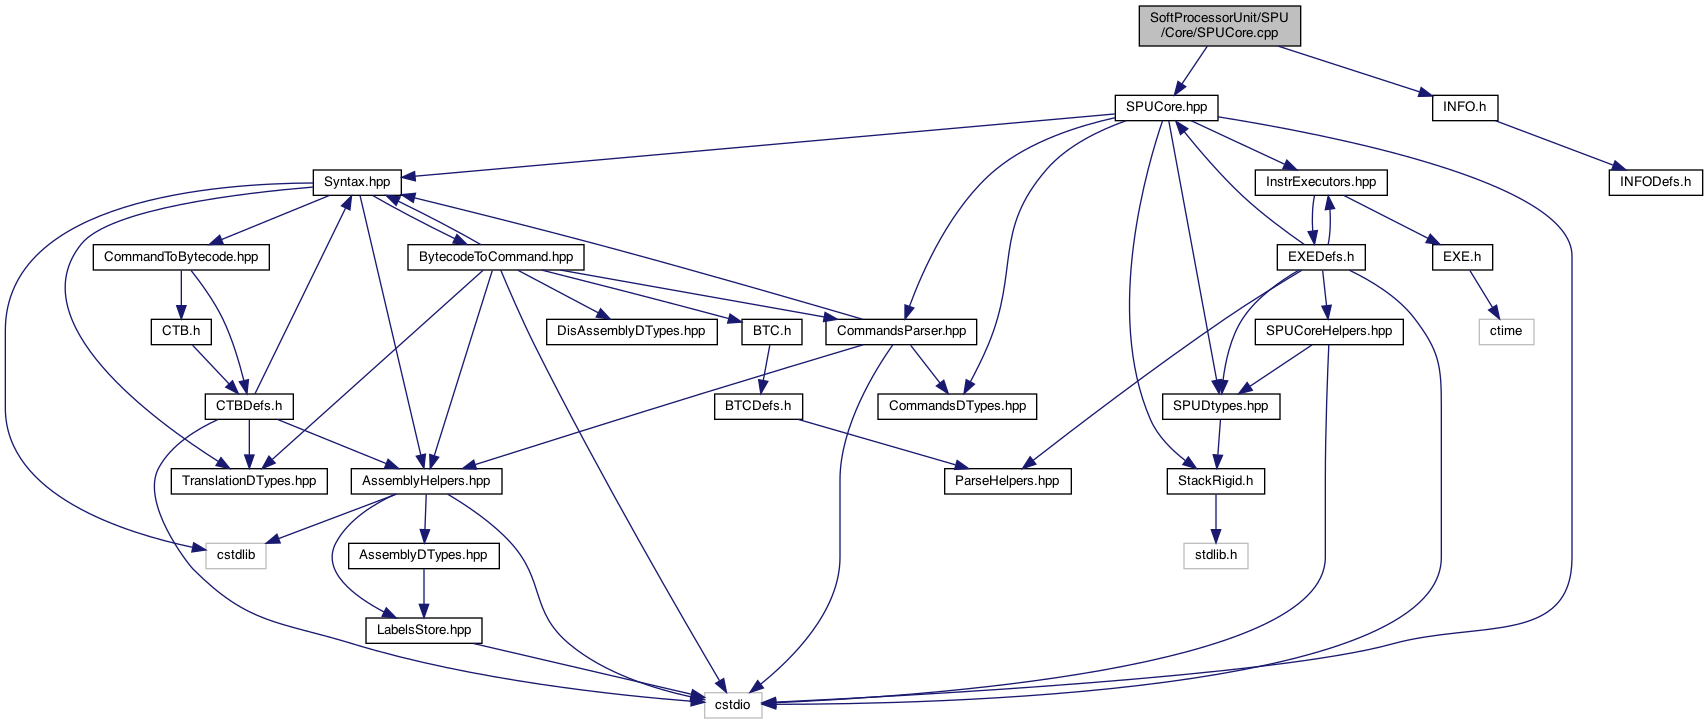 SoftProcessorUnit/SPU
/Core/SPUCore.cpp
SPUCore.hpp
INFO.h
Syntax.hpp
InstrExecutors.hpp
INFODefs.h
CommandToBytecode.hpp
BytecodeToCommand.hpp
EXEDefs.h
EXE.h
CTB.h
DisAssemblyDTypes.hpp
BTC.h
CommandsParser.hpp
SPUCoreHelpers.hpp
ctime
CTBDefs.h
BTCDefs.h
CommandsDTypes.hpp
SPUDtypes.hpp
TranslationDTypes.hpp
AssemblyHelpers.hpp
ParseHelpers.hpp
StackRigid.h
cstdlib
AssemblyDTypes.hpp
stdlib.h
LabelsStore.hpp
cstdio